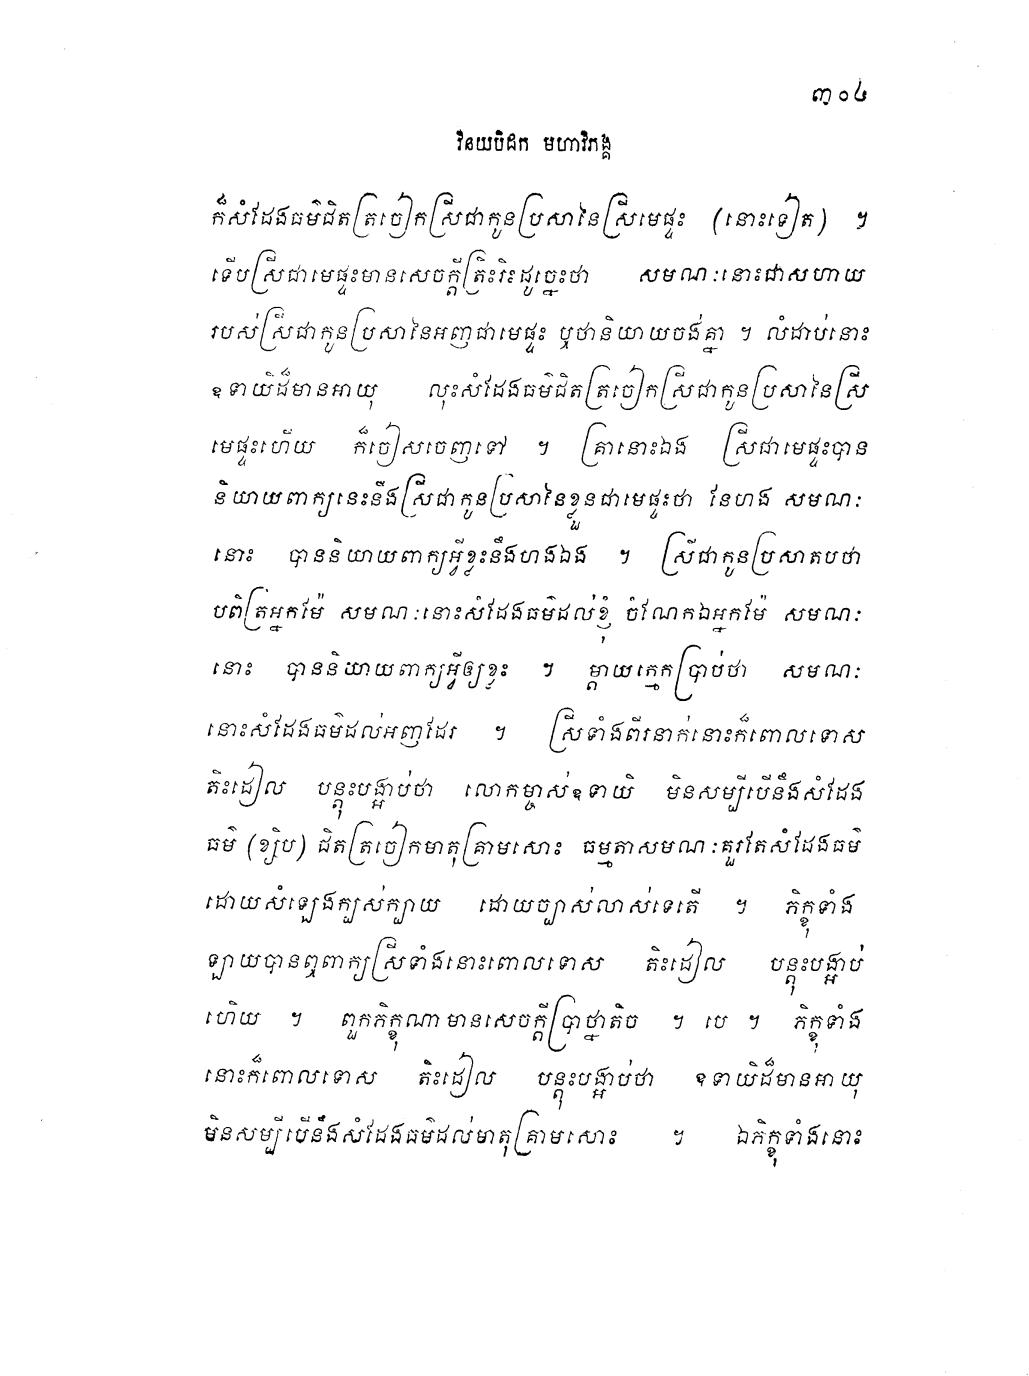 ៣០៤
វិនយបិដក មហាវិភង្គ
ក៏សំដែងធម៌ជិតត្រចៀកស្រីជាកូនប្រសានៃស្រីមេផ្ទះ (នោះទៀត) ។
ទើបស្រីជាមេផ្ទះមានសេចក្តីត្រិះរិះដូច្នេះថា សមណៈនោះជាសហាយ
របស់ស្រីជាកូនប្រសានៃអញជាមេផ្ទះ ឬថានិយាយចង់គ្នា ។ លំដាប់នោះ
ឧទាយិដ៏មានអាយុ លុះសំដែងធម៌ជិតត្រចៀកស្រីជាកូនប្រសានៃស្រី
មេផ្ទះហើយ ក៏ចៀសចេញទៅ ។ គ្រានោះឯង ស្រីជាមេផ្ទះបាន
និយាយពាក្យនេះនឹងស្រីជាកូនប្រសានៃខ្លួនជាមេផ្ទះថា នែហង សមណៈ
នោះ បាននិយាយពាក្យអ្វីខ្លះនឹងហងឯង ។ ស្រីជាកូនប្រសាតបថា
បពិត្រអ្នកម៉ែ សមណៈនោះសំដែងធម៌ដល់ខ្ញុំ ចំណែកឯអ្នកម៉ែ សមណៈ
នោះ បាននិយាយពាក្យអ្វីឲ្យខ្លះ ។ ម្តាយក្មេកប្រាប់ថា សមណៈ
នោះសំដែងធម៌ដល់អញដែរ ។ ស្រីទាំងពីរនាក់នោះក៏ពោលទោស
តិះដៀល បន្តុះបង្អាប់ថា លោកម្ចាស់ឧទាយិ មិនសម្បើបើនឹងសំដែង
ធម៌ (ខ្សិប) ជិតត្រចៀកមាតុគ្រាមសោះ ធម្មតាសមណៈគួរតែសំដែងធម៌
ដោយសំឡេងក្បស់ក្បាយ ដោយច្បាស់លាស់ទេតើ ។ ភិក្ខុទាំង
ឡាយបានឮពាក្យស្រីទាំងនោះពោលទោស តិះដៀល បន្តុះបង្អាប់
ហើយ ។ ពួកភិក្ខុណាមានសេចក្តីប្រាថ្នាតិច ។ បេ ។ ភិក្ខុទាំង
នោះក៏ពោលទោស តិះដៀល បន្តុះបង្អាប់ថា ឧទាយិដ៏មានអាយុ
មិនសម្បើបើនឹងសំដែងធម៌ដល់មាតុគ្រាមសោះ ។ ឯភិក្ខុទាំងនោះ